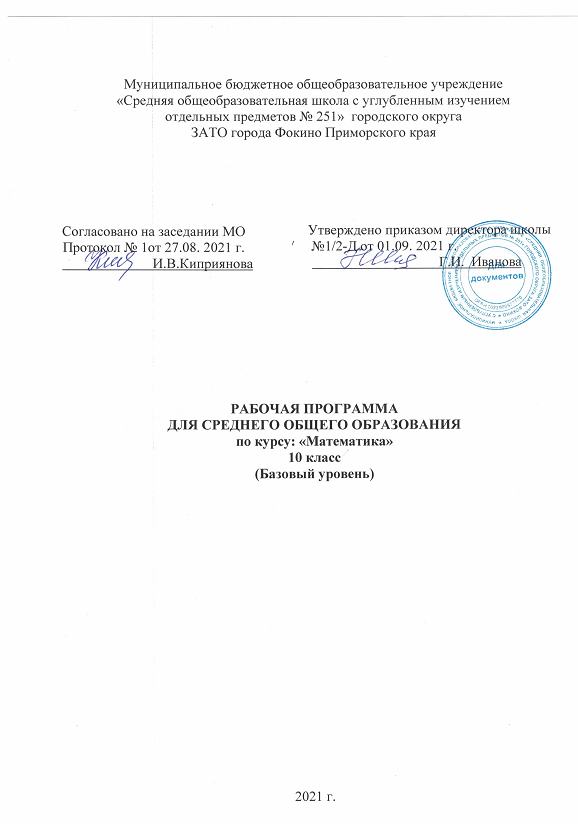 Муниципальное бюджетное общеобразовательное учреждение
«Средняя общеобразовательная школа с углубленным изучением
отдельных предметов № 251» городского округа
ЗАТО города Фокино Приморского края
Согласовано на заседании МО
Протокол № 1от 27.08. 2021 г.
И.В.Киприянова
Утверждено приказом директора школы
№1/2-Д от 01.09. 2021 г.
Г.И. Иванова
для
документов
РАБОЧАЯ ПРОГРАММА
ДЛЯ СРЕДНЕГО ОБЩЕГО ОБРАЗОВАНИЯ
по курсу: «Математика»
10 класс
(Базовый уровень)
2021 г.